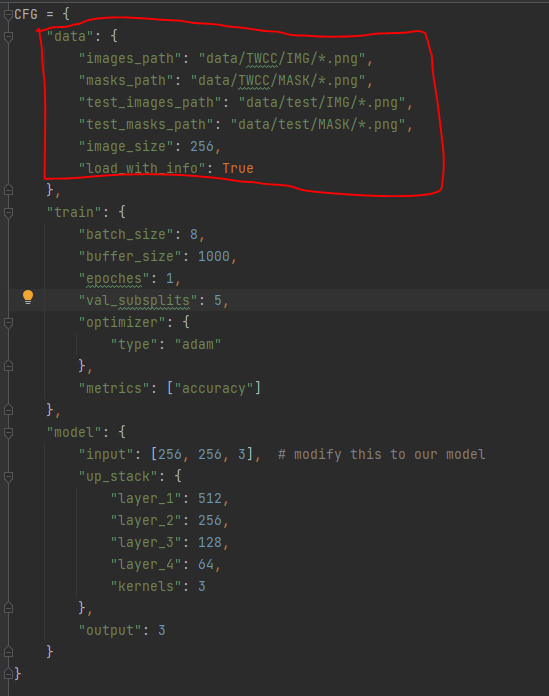 CFG = {
    "data": {
        "images_path": "data/TWCC/IMG/*.png",
        "masks_path": "data/TWCC/MASK/*.png",
        "test_images_path": "data/test/IMG/*.png",
        "test_masks_path": "data/test/MASK/*.png",
        "image_size": 256,
        "load_with_info": True
    },
    "train": {
        "batch_size": 8,
        "buffer_size": 1000,
        "epoches": 1,
        "val_subsplits": 5,
        "optimizer": {
            "type": "adam"
        },
        "metrics": ["accuracy"]
    },
    "model": {
        "input": [256, 256, 3],  # modify this to our model
        "up_stack": {
            "layer_1": 512,
            "layer_2": 256,
            "layer_3": 128,
            "layer_4": 64,
            "kernels": 3
        },
        "output": 3
    }
}